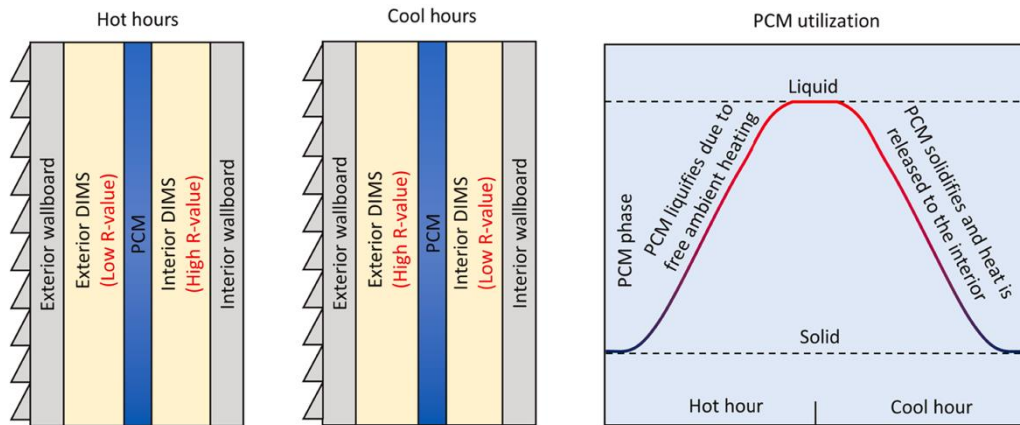 Hot hours
Exterior wallboard
Exterior DIMS
(Low R-value)
PCM
Interior DIMS
(High R-value)
Interior wallboard
Cool hours
Exterior wallboard
Exterior DIMS
(High R-value)
PCM
Interior DIMS
(Low R-value)
Interior wallboard
PCM utilization
Liquid
PCM phase
PCM liquifies due to
free ambient heating
PCM solidifies and heat is
released to the interior
Solid
Hot hour
Cool hour